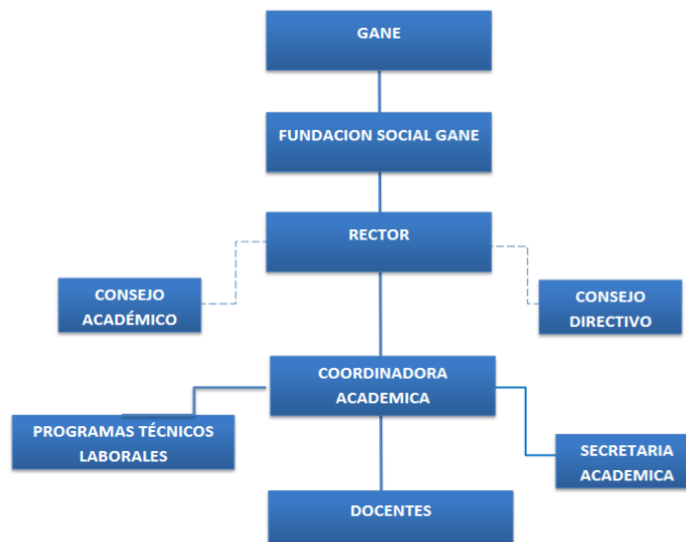 GANE
FUNDACION SOCIAL GANE
RECTOR
CONSEJO
ACADÉMICO
CONSEJO
DIRECTIVO
COORDINADORA
ACADEMICA
PROGRAMAS TÉCNICOS
LABORALES
SECRETARIA
ACADEMICA
DOCENTES